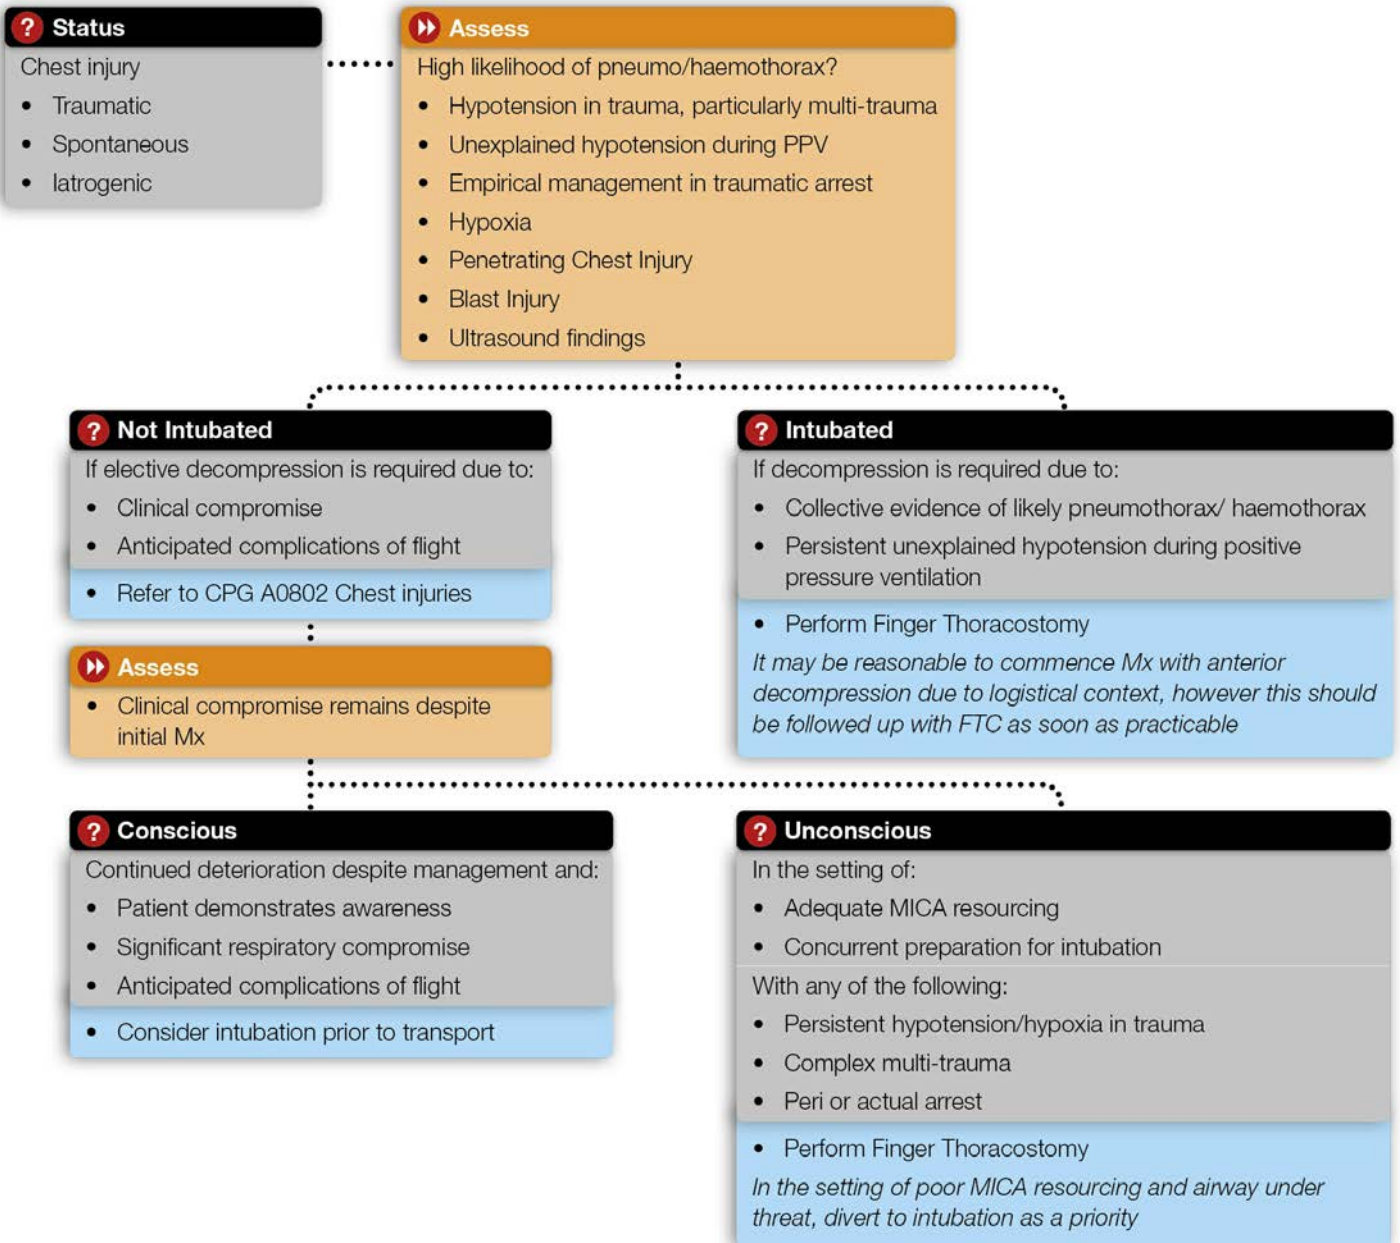 ? Status
Chest injury
• Traumatic
• Spontaneous
• Iatrogenic
Assess
High likelihood of pneumo/haemothorax?
• Hypotension in trauma, particularly multi-trauma
• Unexplained hypotension during PPV
• Empirical management in traumatic arrest
• Hypoxia
• Penetrating Chest Injury
• Blast Injury
• Ultrasound findings
? Not Intubated
If elective decompression is required due to:
• Clinical compromise
• Anticipated complications of flight
• Refer to CPG A0802 Chest injuries
? Intubated
If decompression is required due to:
• Collective evidence of likely pneumothorax/ haemothorax
• Persistent unexplained hypotension during positive
pressure ventilation
• Perform Finger Thoracostomy
It may be reasonable to commence Mx with anterior
decompression due to logistical context, however this should
be followed up with FTC as soon as practicable
Assess
• Clinical compromise remains despite
initial Mx
? Conscious
Continued deterioration despite management and:
• Patient demonstrates awareness
• Significant respiratory compromise
• Anticipated complications of flight
• Consider intubation prior to transport
? Unconscious
In the setting of:
• Adequate MICA resourcing
• Concurrent preparation for intubation
With any of the following:
• Persistent hypotension/hypoxia in trauma
• Complex multi-trauma
• Peri or actual arrest
• Perform Finger Thoracostomy
In the setting of poor MICA resourcing and airway under
threat, divert to intubation as a priority